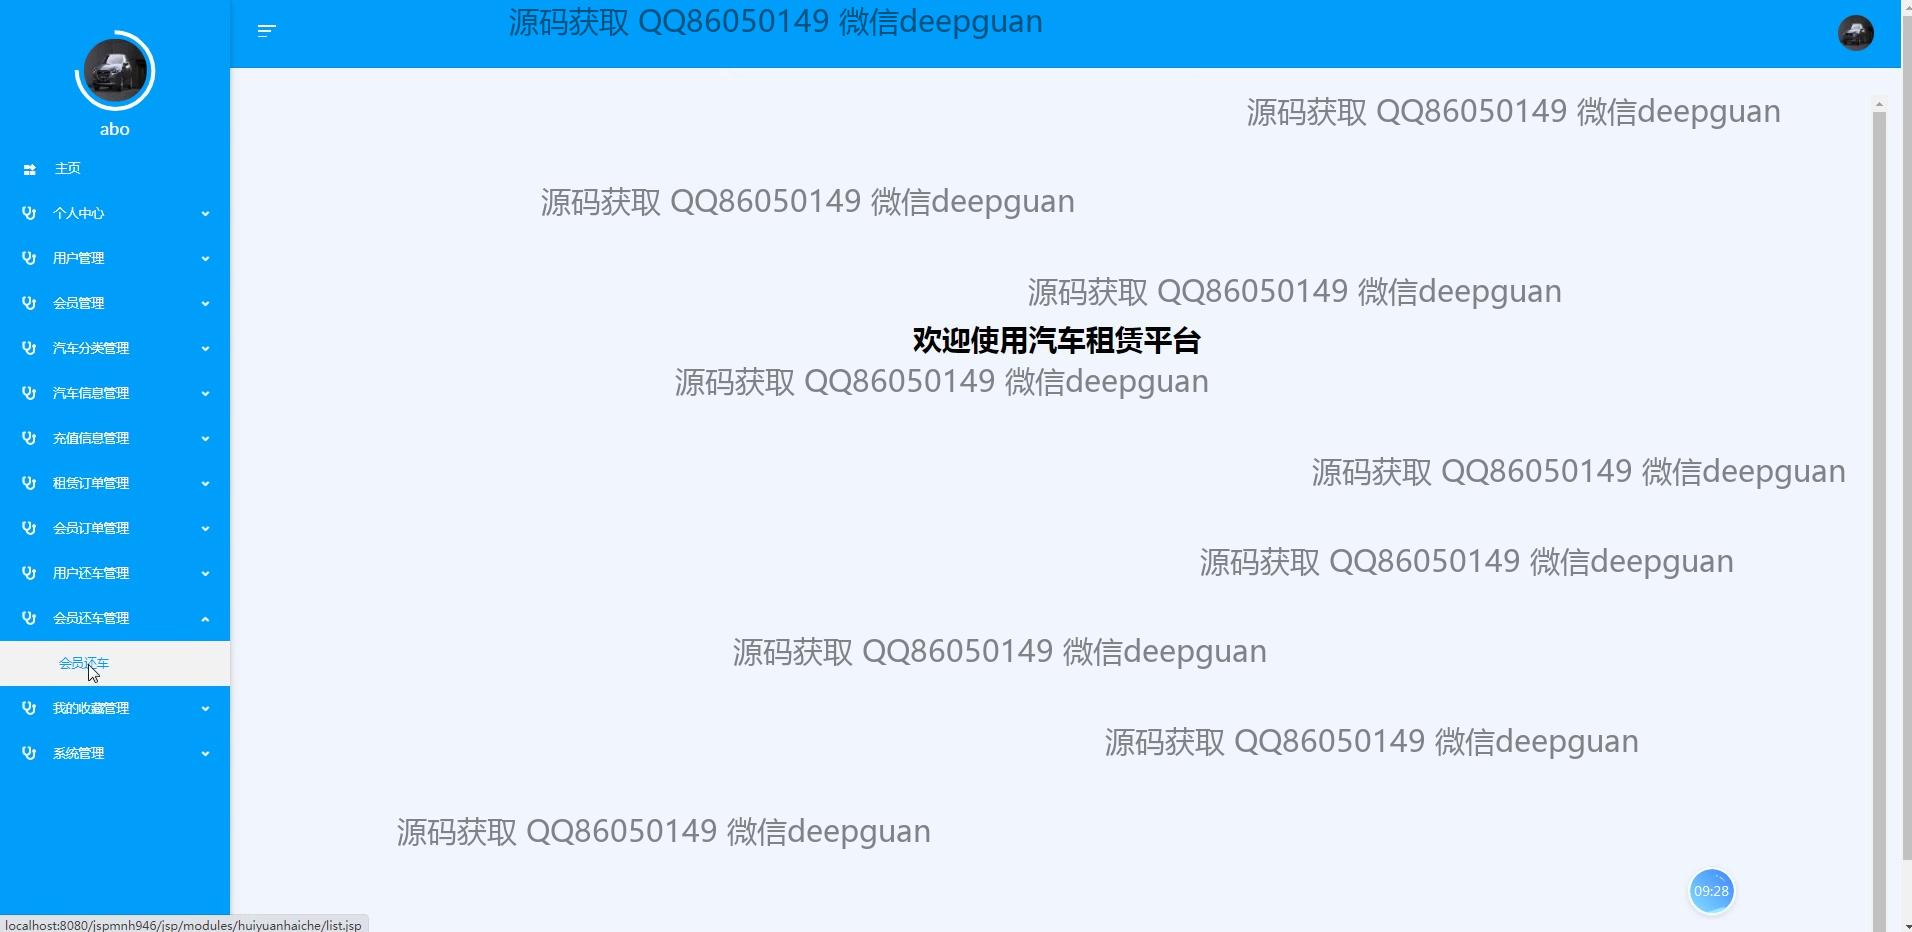 源码获取 QQ86050149 微信deepguan
abo
主页
个人中心
用户管理
会员管理
汽车分类管理
汽车信息管理
充值信息管理
租赁订单管理
会员订单管理
用户还车管理
会员还车管理
会员还车
我的收藏管理
系统管理
源码获取 QQ86050149 微信deepguan
源码获取 QQ86050149 微信deepguan
源码获取 QQ86050149 微信deepguan
欢迎使用汽车租赁平台
源码获取 QQ86050149 微信deepguan
源码获取 QQ86050149 微信deepguan
源码获取 QQ86050149 微信deepguan
源码获取 QQ86050149 微信deepguan
源码获取 QQ86050149 微信deepguan
源码获取 QQ86050149 微信deepguan
09:28
localhost:8080/jspmnh946/jsp/modules/huiyuanhaiche/list.jsp